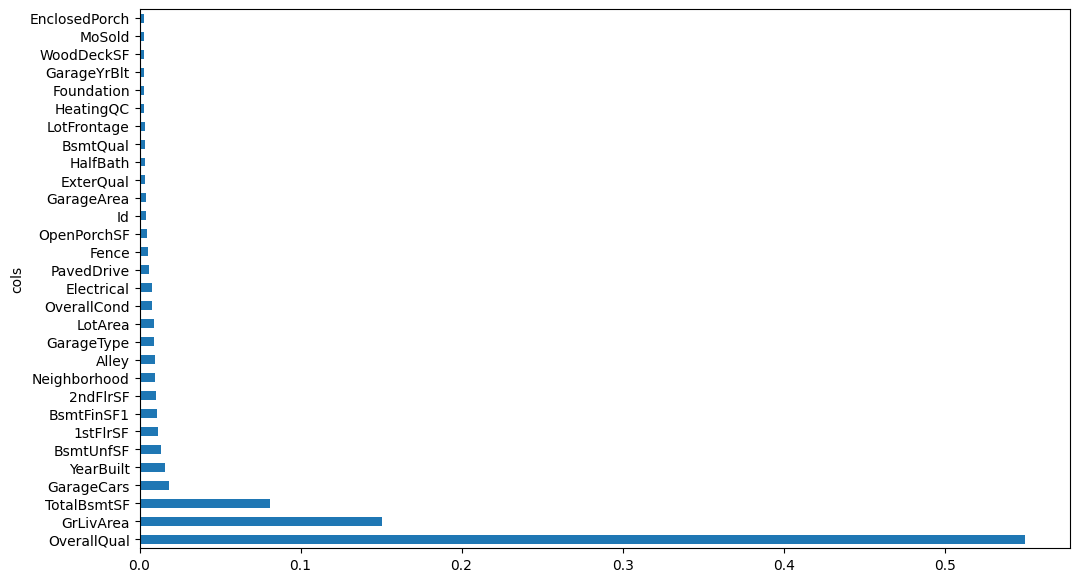 EnclosedPorch
MoSold
WoodDeckSF
GarageYrBlt
Foundation
HeatingQC
LotFrontage
BsmtQual
HalfBath
ExterQual
GarageArea
Id
OpenPorchSF
Fence
PavedDrive
Electrical
OverallCond
LotArea
GarageType
Alley
Neighborhood
2ndFlrSF
BsmtFinSF1
1stFlrSF
BsmtUnfSF
YearBuilt
GarageCars
TotalBsmtSF
GrLivArea
OverallQual
cols
0.0 0.1 0.2 0.3 0.4 0.5